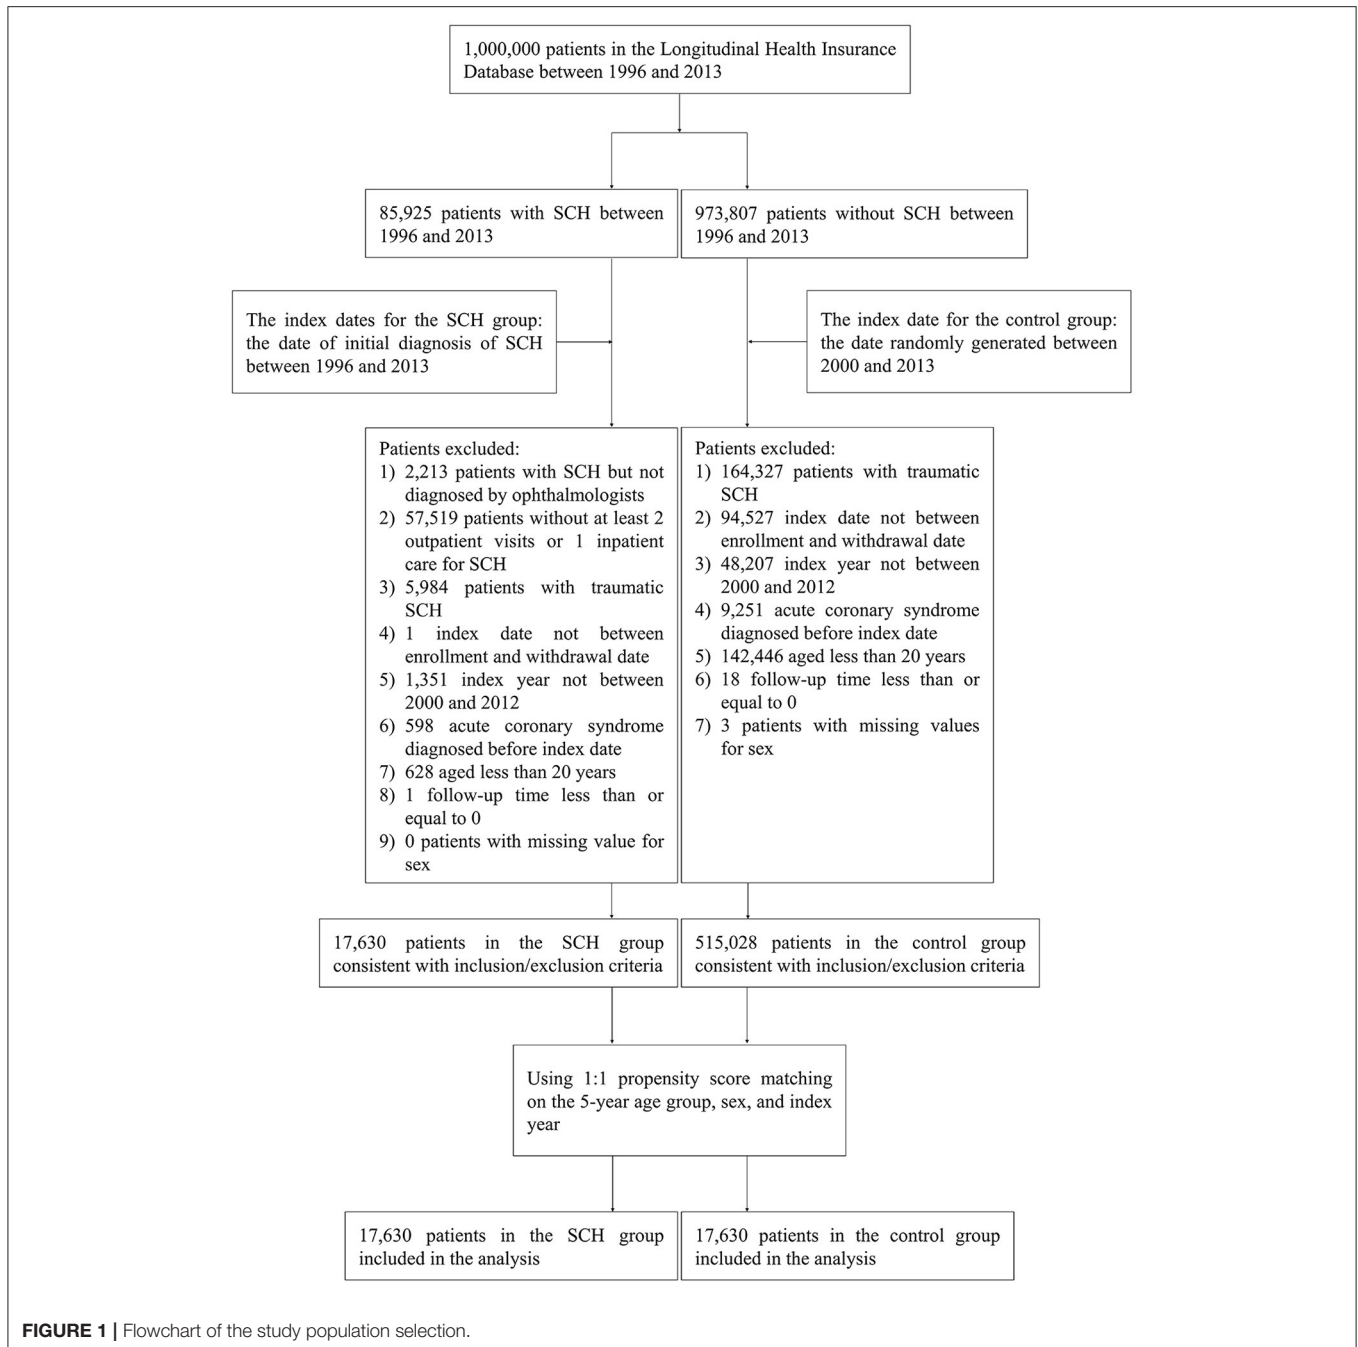 1,000,000 patients in the Longitudinal Health Insurance
Database between 1996 and 2013
85,925 patients with SCH between
1996 and 2013
973,807 patients without SCH between
1996 and 2013
The index dates for the SCH group:
the date of initial diagnosis of SCH
between 1996 and 2013
The index date for the control group:
the date randomly generated between
2000 and 2013
Patients excluded:
1) 2,213 patients with SCH but not
diagnosed by ophthalmologists
2) 57,519 patients without at least 2
outpatient visits or 1 inpatient
care for SCH
3) 5,984 patients with traumatic
SCH
4) 1 index date not between
enrollment and withdrawal date
5) 1,351 index year not between
2000 and 2012
6) 598 acute coronary syndrome
diagnosed before index date
7) 628 aged less than 20 years
8) 1 follow-up time less than or
equal to 0
9) 0 patients with missing value for
sex
Patients excluded:
1) 164,327 patients with traumatic
SCH
2) 94,527 index date not between
enrollment and withdrawal date
3) 48,207 index year not between
2000 and 2012
4) 9,251 acute coronary syndrome
diagnosed before index date
5) 142,446 aged less than 20 years
6) 18 follow-up time less than or
equal to 0
7) 3 patients with missing values
for sex
17,630 patients in the SCH group
consistent with inclusion/exclusion criteria
515,028 patients in the control group
consistent with inclusion/exclusion criteria
Using 1:1 propensity score matching
on the 5-year age group, sex, and index
year
17,630 patients in the SCH group
included in the analysis
17,630 patients in the control group
included in the analysis
FIGURE 1 | Flowchart of the study population selection.